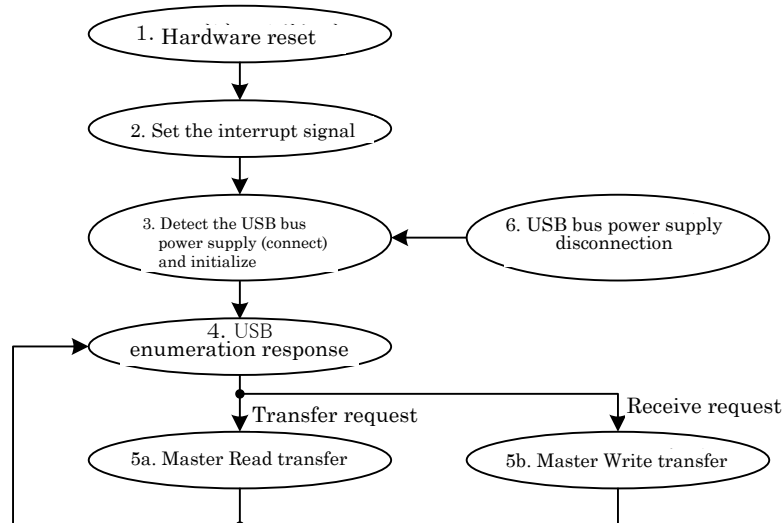 1. Hardware reset
2. Set the interrupt signal
3. Detect the USB bus
power supply (connect)
and initialize
6. USB bus power supply
disconnection
4. USB
enumeration response
Transfer request
Receive request
5a. Master Read transfer
5b. Master Write transfer